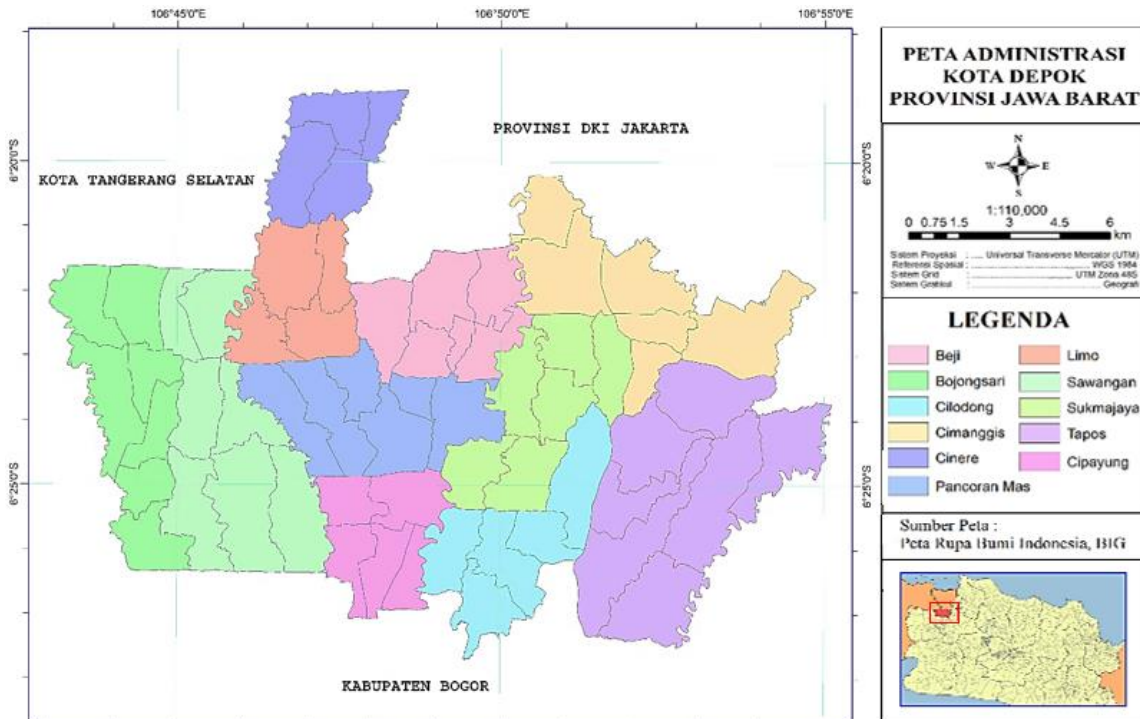 106°45'0"E
106°50'0"E
106°55'0"E
6°20'0"S
6°25'0"S
6°20'0"S
6°25'0"S
PROVINSI DKI JAKARTA
KOTA TANGERANG SELATAN
KABUPATEN BOGOR
PETA ADMINISTRASI
KOTA DEPOK
PROVINSI JAWA BARAT
N
W E
S
1:110,000
0 0.75 1.5 3 4.5 6
km
Sistem Proyeksi : .... Universal Transverse Mercator (UTM)
Referensi Spasial : .... WGS 1984
Sistem Grid .... UTM Zona 48S
Sistem Gratikul .... Geografi
LEGENDA
Beji
Bojongsari
Cilodong
Cimanggis
Cinere
Pancoran Mas
Limo
Sawangan
Sukmajaya
Tapos
Cipayung
Sumber Peta :
Peta Rupa Bumi Indonesia, BIG